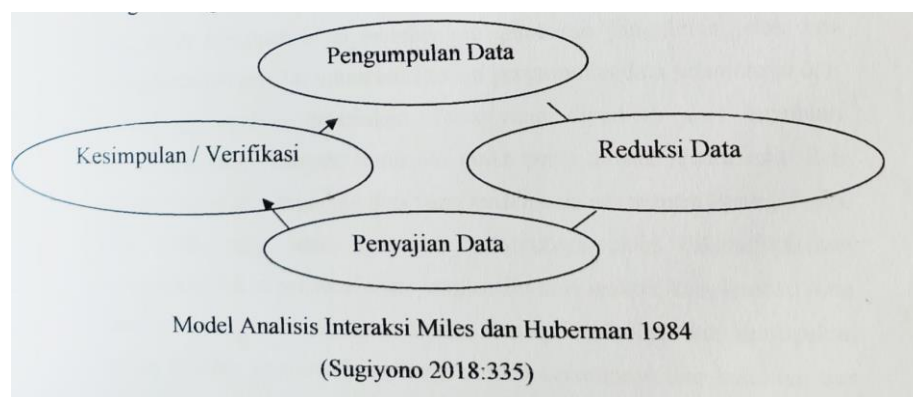 Pengumpulan Data
Kesimpulan / Verifikasi
Reduksi Data
Penyajian Data
Model Analisis Interaksi Miles dan Huberman 1984
(Sugiyono 2018:335)